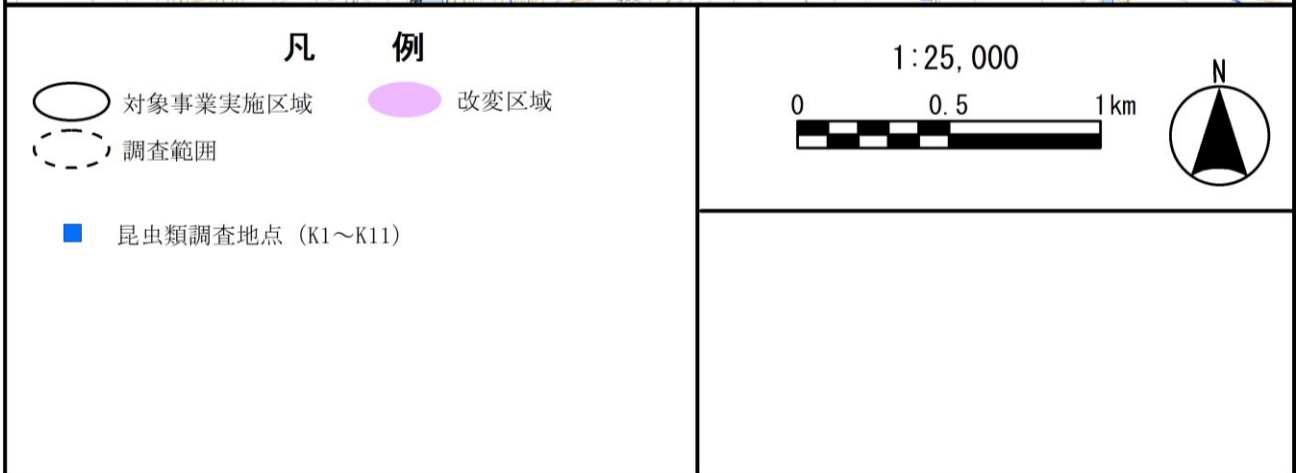 凡　例
対象事業実施区域
改変区域
調査範囲
昆虫類調査地点（K1～K11）
1:25,000
0 0.5 1km
N